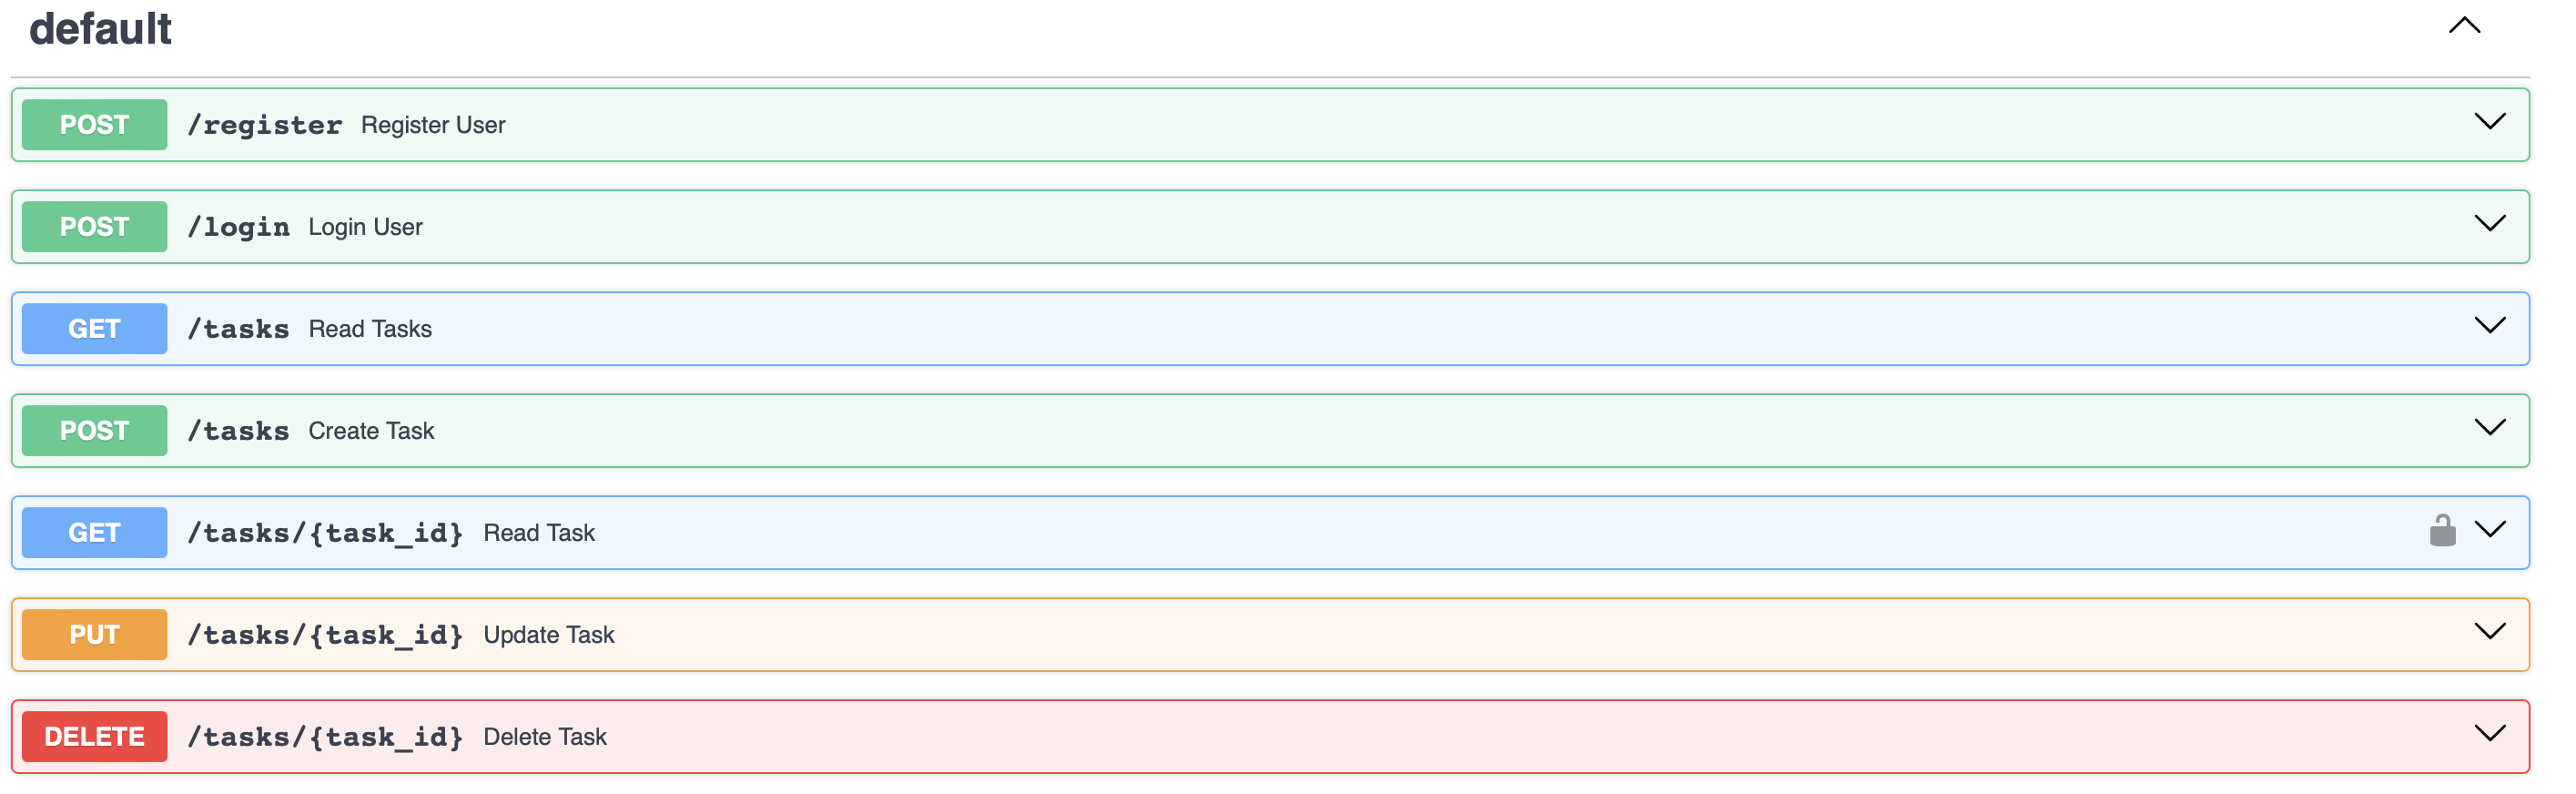 default
POST /register Register User
POST /login Login User
GET /tasks Read Tasks
POST /tasks Create Task
GET /tasks/{task_id} Read Task
PUT /tasks/{task_id} Update Task
DELETE /tasks/{task_id} Delete Task